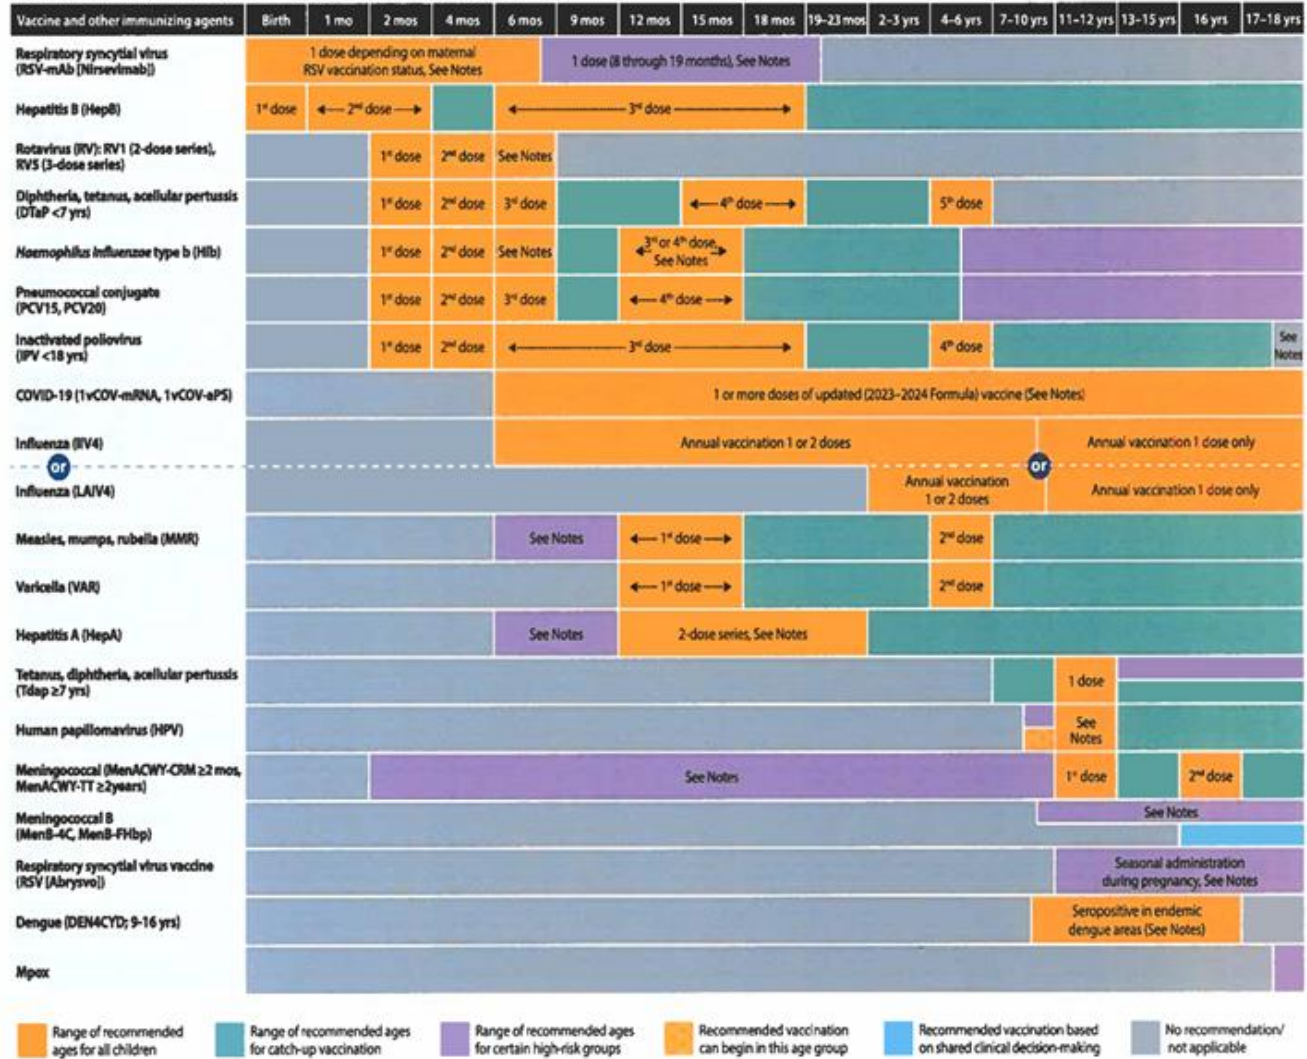 Vaccine and other immunizing agents Birth 1 mo 2 mos 4 mos 6 mos 9 mos 12 mos 15 mos 18 mos 19–23 mos 2–3 yrs 4–6 yrs 7–10 yrs 11–12 yrs 13–15 yrs 16 yrs 17–18 yrs
Respiratory syncytial virus
(RSV-mAb [Nirsevimab])
1 dose depending on maternal
RSV vaccination status, See Notes
1 dose (8 through 19 months), See Notes
Hepatitis B (HepB)
1st dose ← 2nd dose → ← 3rd dose →
Rotavirus (RV): RV1 (2-dose series),
RV5 (3-dose series)
1st dose 2nd dose See Notes
Diphtheria, tetanus, acellular pertussis
(DTaP <7 yrs)
1st dose 2nd dose 3rd dose ← 4th dose → 5th dose
Haemophilus influenzae type b (Hib)
1st dose 2nd dose See Notes
3rd or 4th dose,
← See Notes →
Pneumococcal conjugate
(PCV15, PCV20)
1st dose 2nd dose 3rd dose ← 4th dose →
Inactivated poliovirus
(IPV <18 yrs)
1st dose 2nd dose ← 3rd dose → 4th dose
See
Notes
COVID-19 (1vCOV-mRNA, 1vCOV-aPS)
1 or more doses of updated (2023–2024 Formula) vaccine (See Notes)
Influenza (IIV4)
Annual vaccination 1 or 2 doses
Annual vaccination 1 dose only
or
or
Influenza (LAIV4)
Annual vaccination
1 or 2 doses
Annual vaccination 1 dose only
Measles, mumps, rubella (MMR)
See Notes ← 1st dose → 2nd dose
Varicella (VAR)
← 1st dose → 2nd dose
Hepatitis A (HepA)
See Notes 2-dose series, See Notes
Tetanus, diphtheria, acellular pertussis
(Tdap ≥7 yrs)
1 dose
Human papillomavirus (HPV)
See
Notes
Meningococcal (MenACWY-CRM ≥2 mos,
MenACWY-TT ≥2years)
See Notes 1st dose 2nd dose
Meningococcal B
(MenB-4C, MenB-FHbp)
See Notes
Respiratory syncytial virus vaccine
(RSV [Abrysvo])
Seasonal administration
during pregnancy, See Notes
Dengue (DEN4CYD; 9-16 yrs)
Seropositive in endemic
dengue areas (See Notes)
Mpox
Range of recommended
ages for all children
Range of recommended ages
for catch-up vaccination
Range of recommended ages
for certain high-risk groups
Recommended vaccination
can begin in this age group
Recommended vaccination based
on shared clinical decision-making
No recommendation/
not applicable